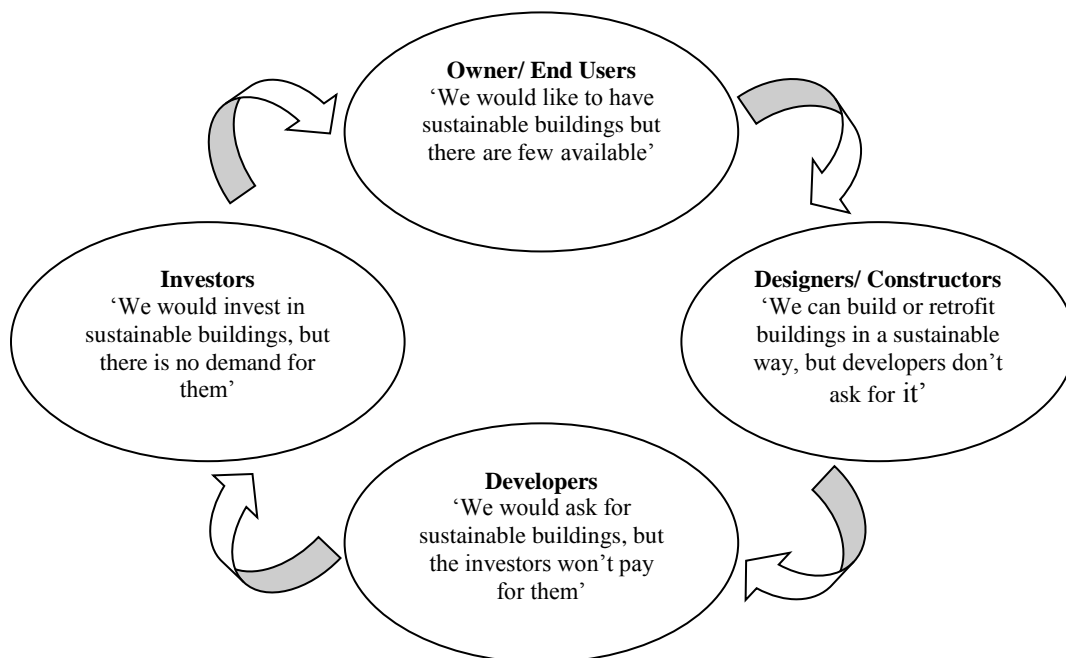 Owner/ End Users
‘We would like to have
sustainable buildings but
there are few available’
Investors
‘We would invest in
sustainable buildings, but
there is no demand for
them’
Designers/ Constructors
‘We can build or retrofit
buildings in a sustainable
way, but developers don’t
ask for it’
Developers
‘We would ask for
sustainable buildings, but
the investors won’t pay
for them’